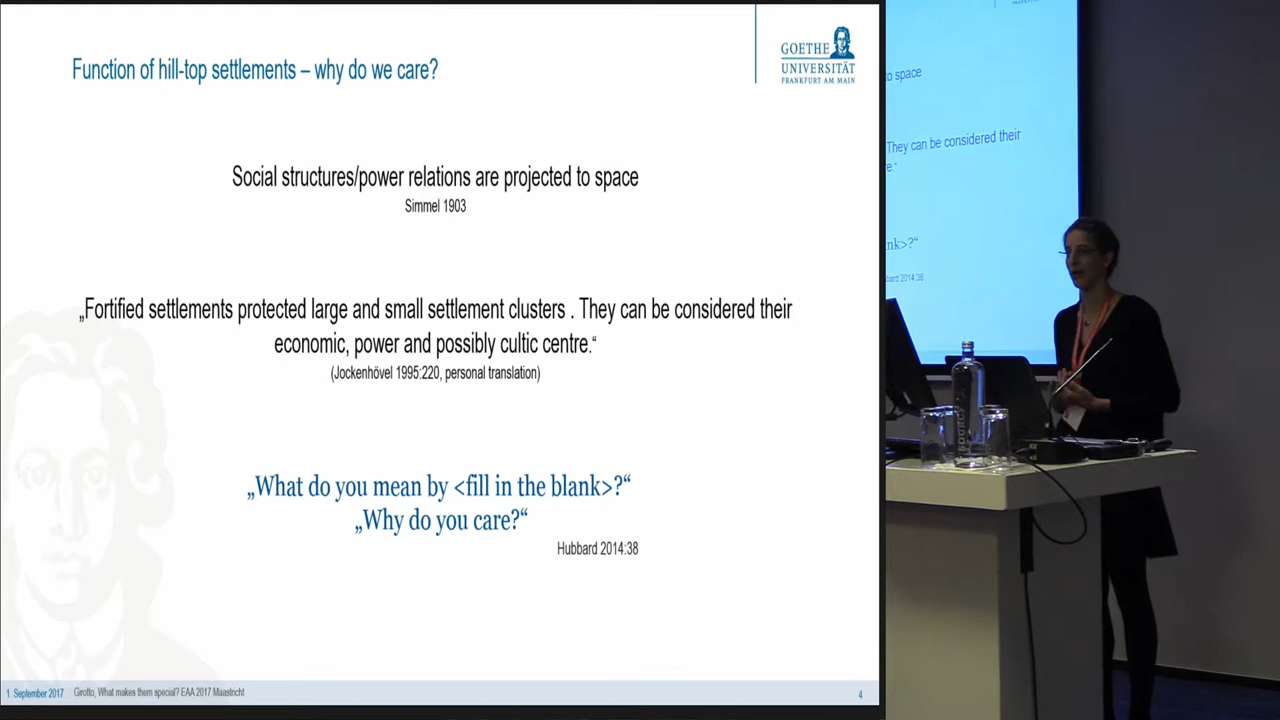 Function of hill-top settlements – why do we care?
GOETHE
UNIVERSITÄT
FRANKFURT AM MAIN
Social structures/power relations are projected to space
Simmel 1903
„Fortified settlements protected large and small settlement clusters . They can be considered their
economic, power and possibly cultic centre.“
(Jockenhövel 1995:220, personal translation)
„What do you mean by <fill in the blank>?“
„Why do you care?“
Hubbard 2014:38
1. September 2017
Girotto, What makes them special? EAA 2017 Maastricht
4
to space
They can be considered their
re.“
nk>?“
bard 2014:38
SOURCY